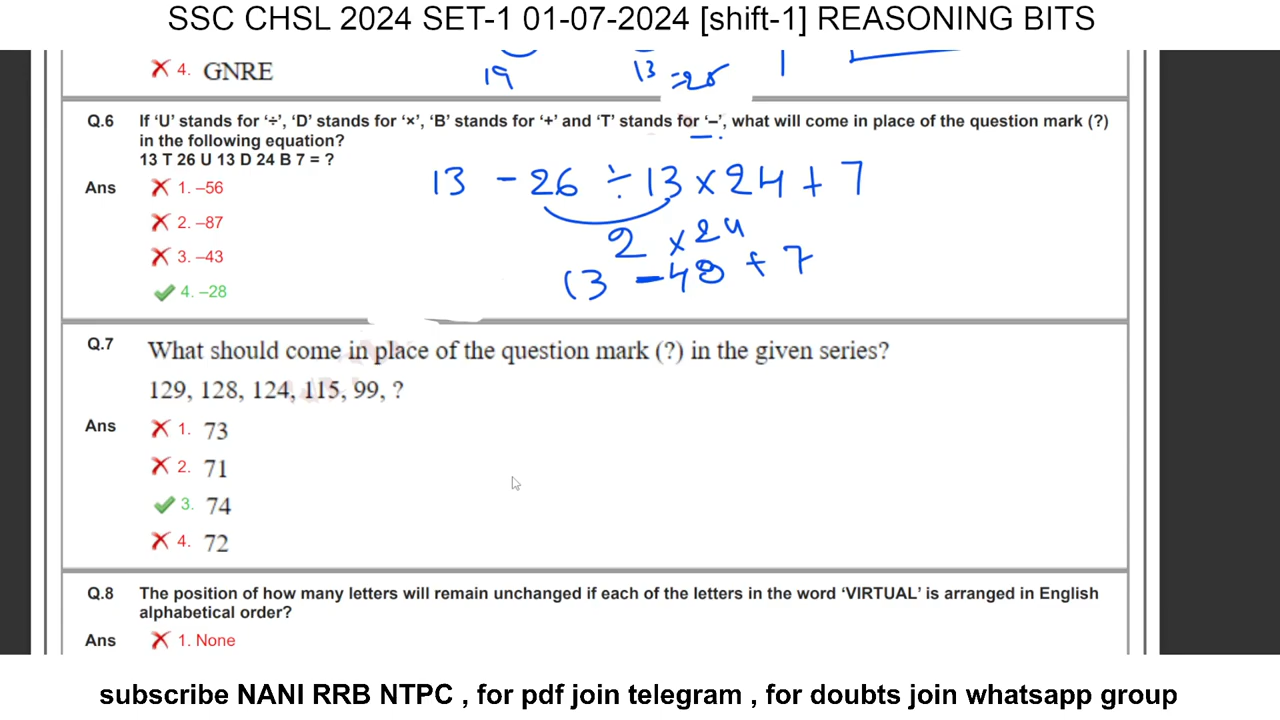 SSC CHSL 2024 SET-1 01-07-2024 [shift-1] REASONING BITS
4. GNRE
19 13 =25
Q.6 If ‘U’ stands for ‘÷’, ‘D’ stands for ‘×’, ‘B’ stands for ‘+’ and ‘T’ stands for ‘–’, what will come in place of the question mark (?)
in the following equation?
13 T 26 U 13 D 24 B 7 = ?
13 - 26 ÷ 13 × 24 + 7
Ans 1. –56
2. –87
2 × 24
3. –43
13 - 48 + 7
4. –28
Q.7 What should come in place of the question mark (?) in the given series?
129, 128, 124, 115, 99, ?
Ans 1. 73
2. 71
3. 74
4. 72
Q.8 The position of how many letters will remain unchanged if each of the letters in the word ‘VIRTUAL’ is arranged in English
alphabetical order?
Ans 1. None
subscribe NANI RRB NTPC , for pdf join telegram , for doubts join whatsapp group